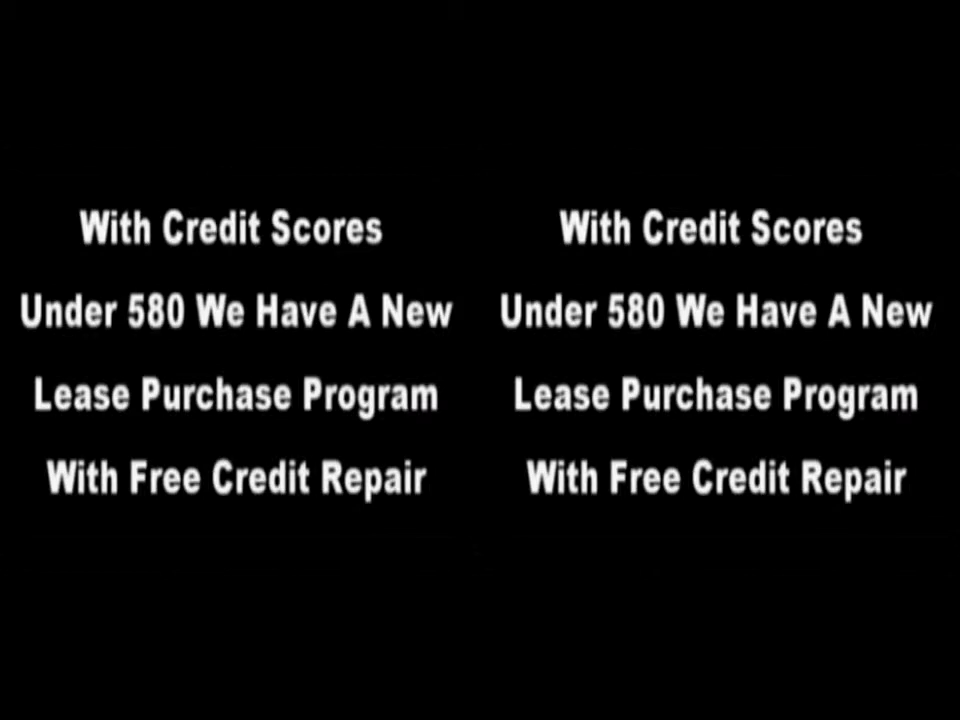 With Credit Scores
Under 580 We Have A New
Lease Purchase Program
With Free Credit Repair
With Credit Scores
Under 580 We Have A New
Lease Purchase Program
With Free Credit Repair